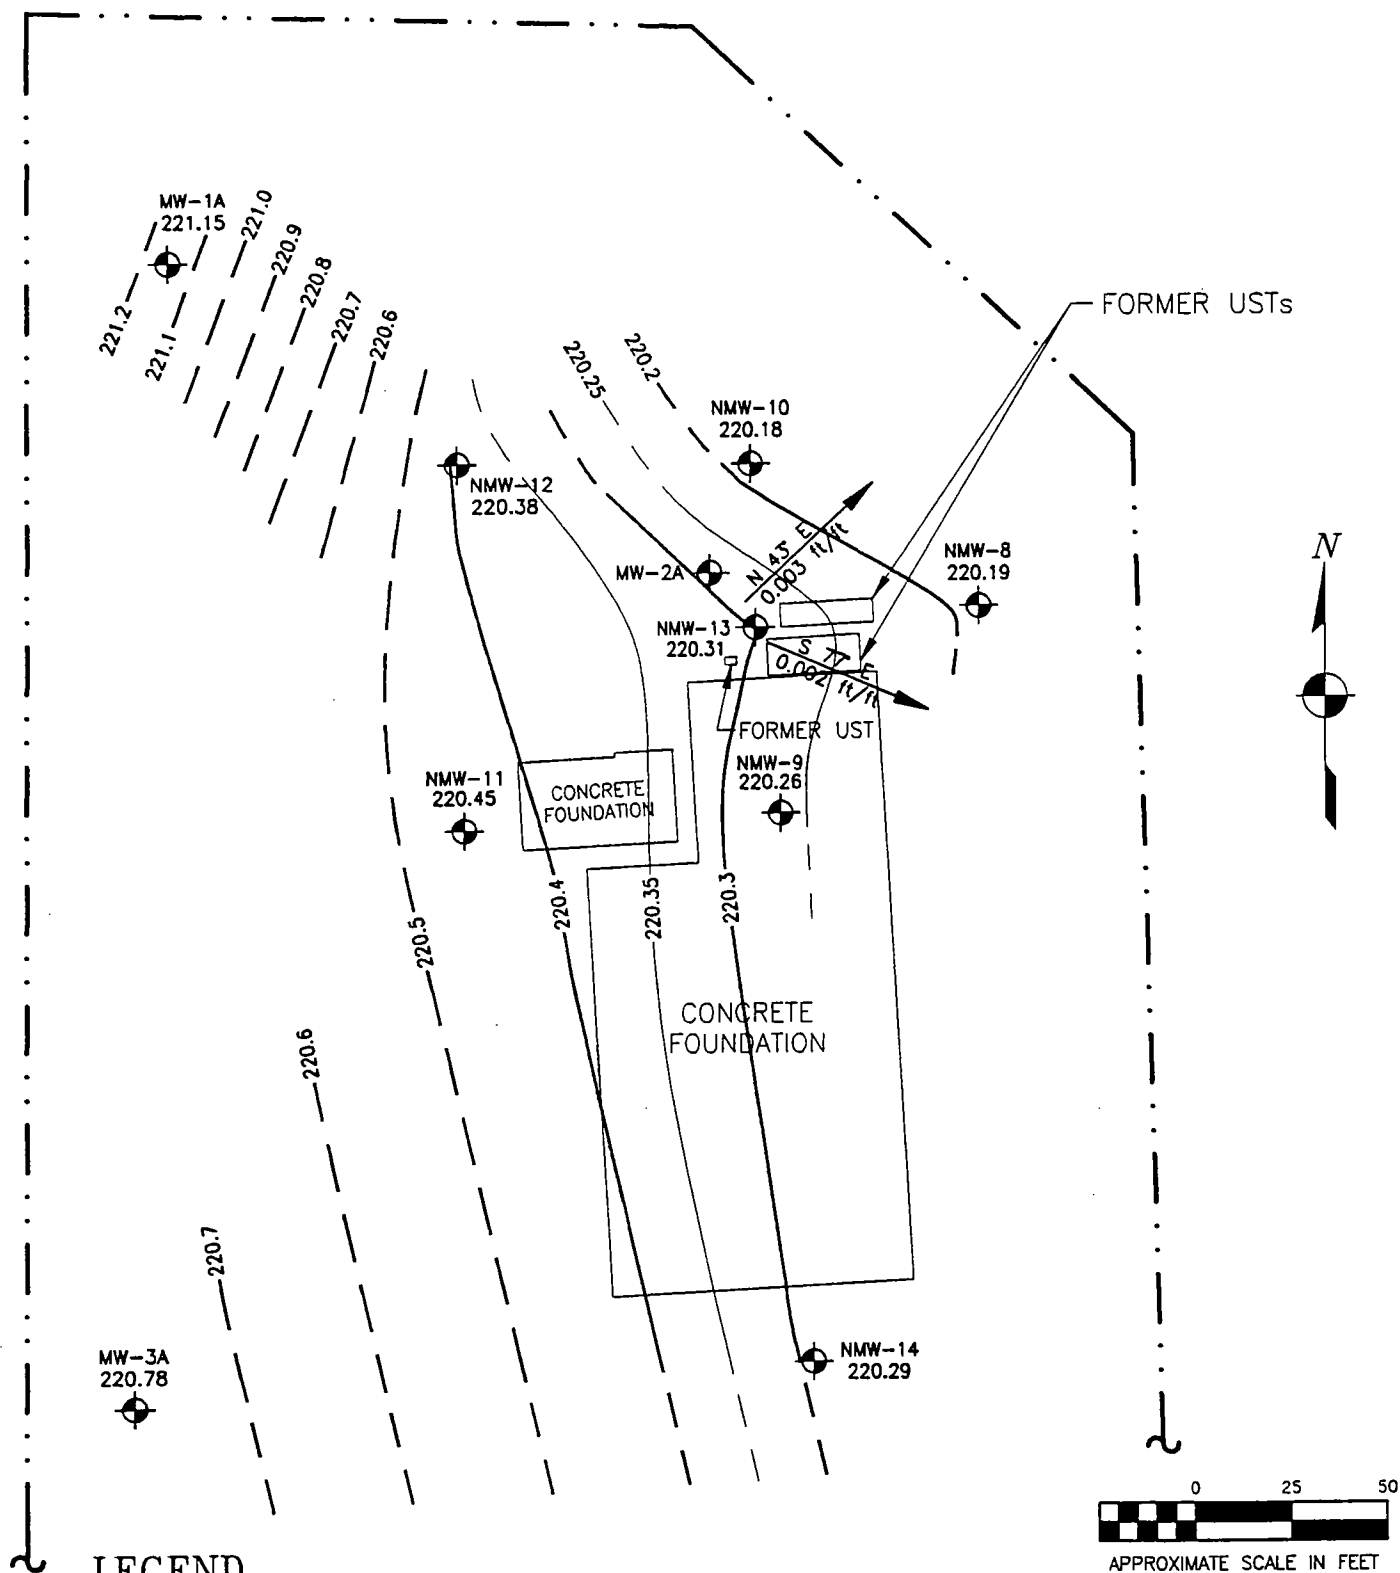 MW-1A
221.15
221.0
220.9
220.8
220.7
220.6
221.2
221.1
FORMER USTs
220.25
220.2
NMW-10
220.18
NMW-12
220.38
N 43° E
0.003 ft/ft
NMW-8
220.19
MW-2A
NMW-13
220.31
S 77° E
0.002 ft/ft
N
FORMER UST
NMW-11
220.45
CONCRETE
FOUNDATION
NMW-9
220.26
220.5
220.4
220.35
220.3
CONCRETE
FOUNDATION
220.6
220.7
MW-3A
220.78
NMW-14
220.29
0 25 50
APPROXIMATE SCALE IN FEET
LEGEND